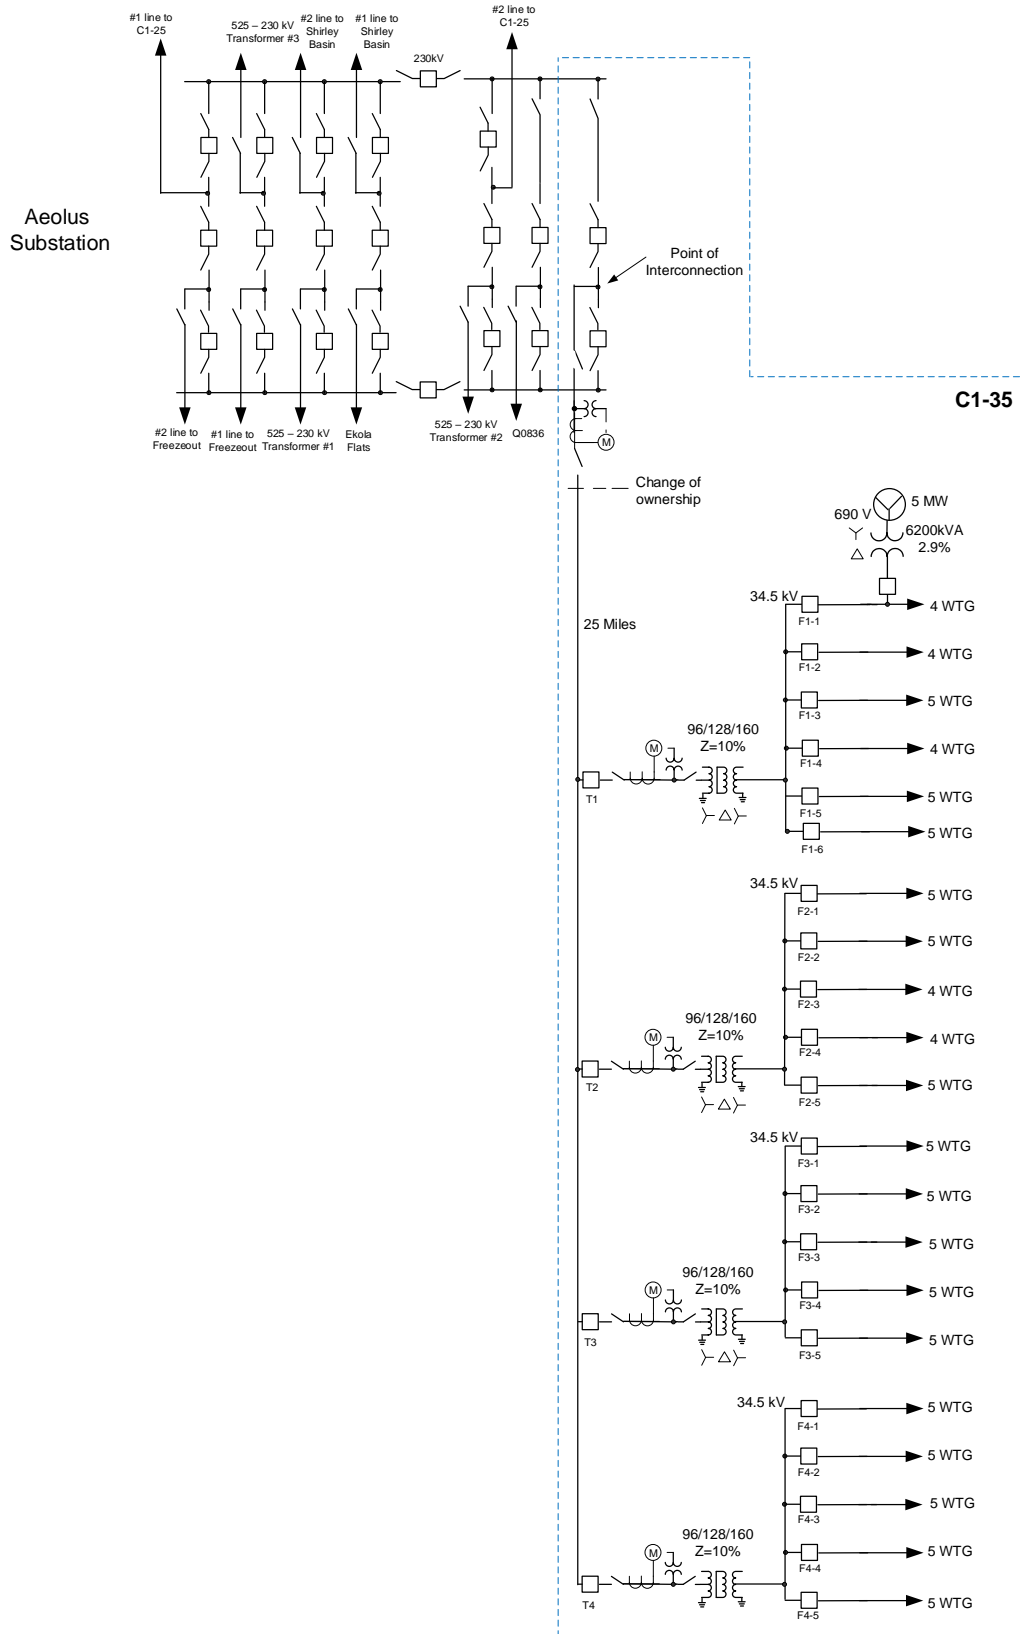 #1 line to
C1-25
525 – 230 kV
Transformer #3
#2 line to
Shirley
Basin
#1 line to
Shirley
Basin
230kV
#2 line to
C1-25
Aeolus
Substation
Point of
Interconnection
C1-35
#2 line to
Freezeout
#1 line to
Freezeout
525 – 230 kV
Transformer #1
Ekola
Flats
525 – 230 kV
Transformer #2
Q0836
M
Change of
ownership
5 MW
690 V
6200kVA
2.9%
25 Miles
34.5 kV
F1-1
4 WTG
F1-2
4 WTG
F1-3
5 WTG
F1-4
4 WTG
F1-5
5 WTG
F1-6
5 WTG
96/128/160
Z=10%
M
T1
34.5 kV
F2-1
5 WTG
F2-2
5 WTG
F2-3
4 WTG
F2-4
4 WTG
F2-5
5 WTG
96/128/160
Z=10%
M
T2
34.5 kV
F3-1
5 WTG
F3-2
5 WTG
F3-3
5 WTG
F3-4
5 WTG
F3-5
5 WTG
96/128/160
Z=10%
M
T3
34.5 kV
F4-1
5 WTG
F4-2
5 WTG
F4-3
5 WTG
F4-4
5 WTG
F4-5
5 WTG
96/128/160
Z=10%
M
T4